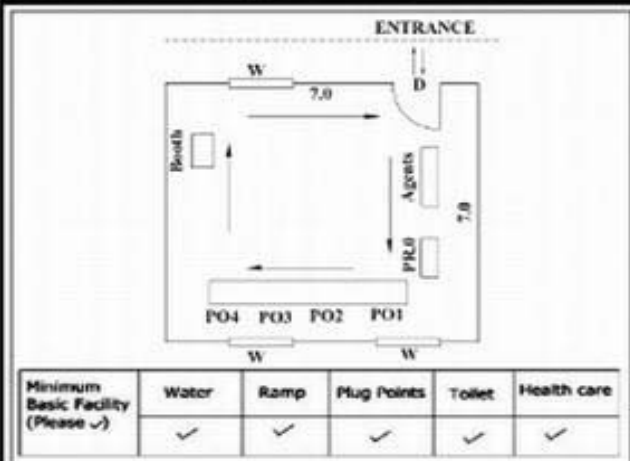 ENTRANCE
W
D
7.0
Booth
Agents
7.0
PR.O
PO4 PO3 PO2 PO1
W W
Minimum Basic Facility (Please ✓) Water Ramp Plug Points Toilet Health care
✓ ✓ ✓ ✓ ✓